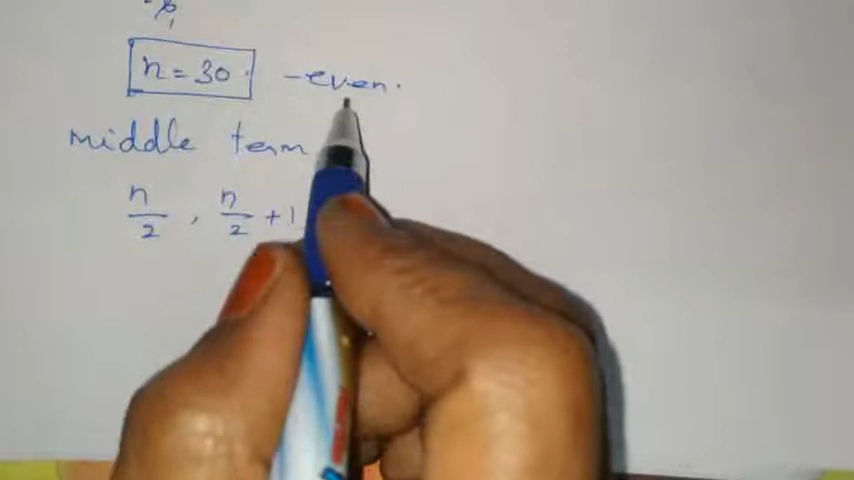 n = 30 - even.
middle term
n/2 , n/2 + 1